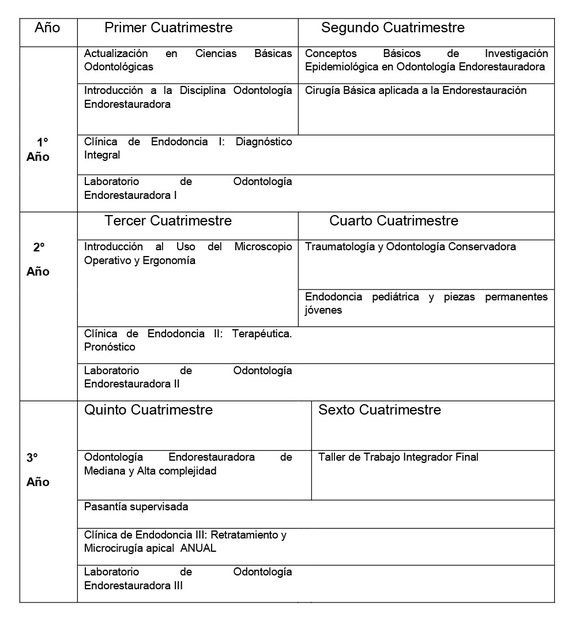 Año Primer Cuatrimestre Segundo Cuatrimestre
Actualización en Ciencias Básicas
Odontológicas
Conceptos Básicos de Investigación
Epidemiológica en Odontología Endorestauradora
Introducción a la Disciplina Odontología
Endorestauradora
Cirugía Básica aplicada a la Endorestauración
1º
Año
Clínica de Endodoncia I: Diagnóstico
Integral
Laboratorio de Odontología
Endorestauradora I
Tercer Cuatrimestre Cuarto Cuatrimestre
2º
Año
Introducción al Uso del Microscopio
Operativo y Ergonomía
Traumatología y Odontología Conservadora
Endodoncia pediátrica y piezas permanentes
jóvenes
Clínica de Endodoncia II: Terapéutica.
Pronóstico
Laboratorio de Odontología
Endorestauradora II
Quinto Cuatrimestre Sexto Cuatrimestre
3º
Año
Odontología Endorestauradora de
Mediana y Alta complejidad
Taller de Trabajo Integrador Final
Pasantía supervisada
Clínica de Endodoncia III: Retratamiento y
Microcirugía apical ANUAL
Laboratorio de Odontología
Endorestauradora III